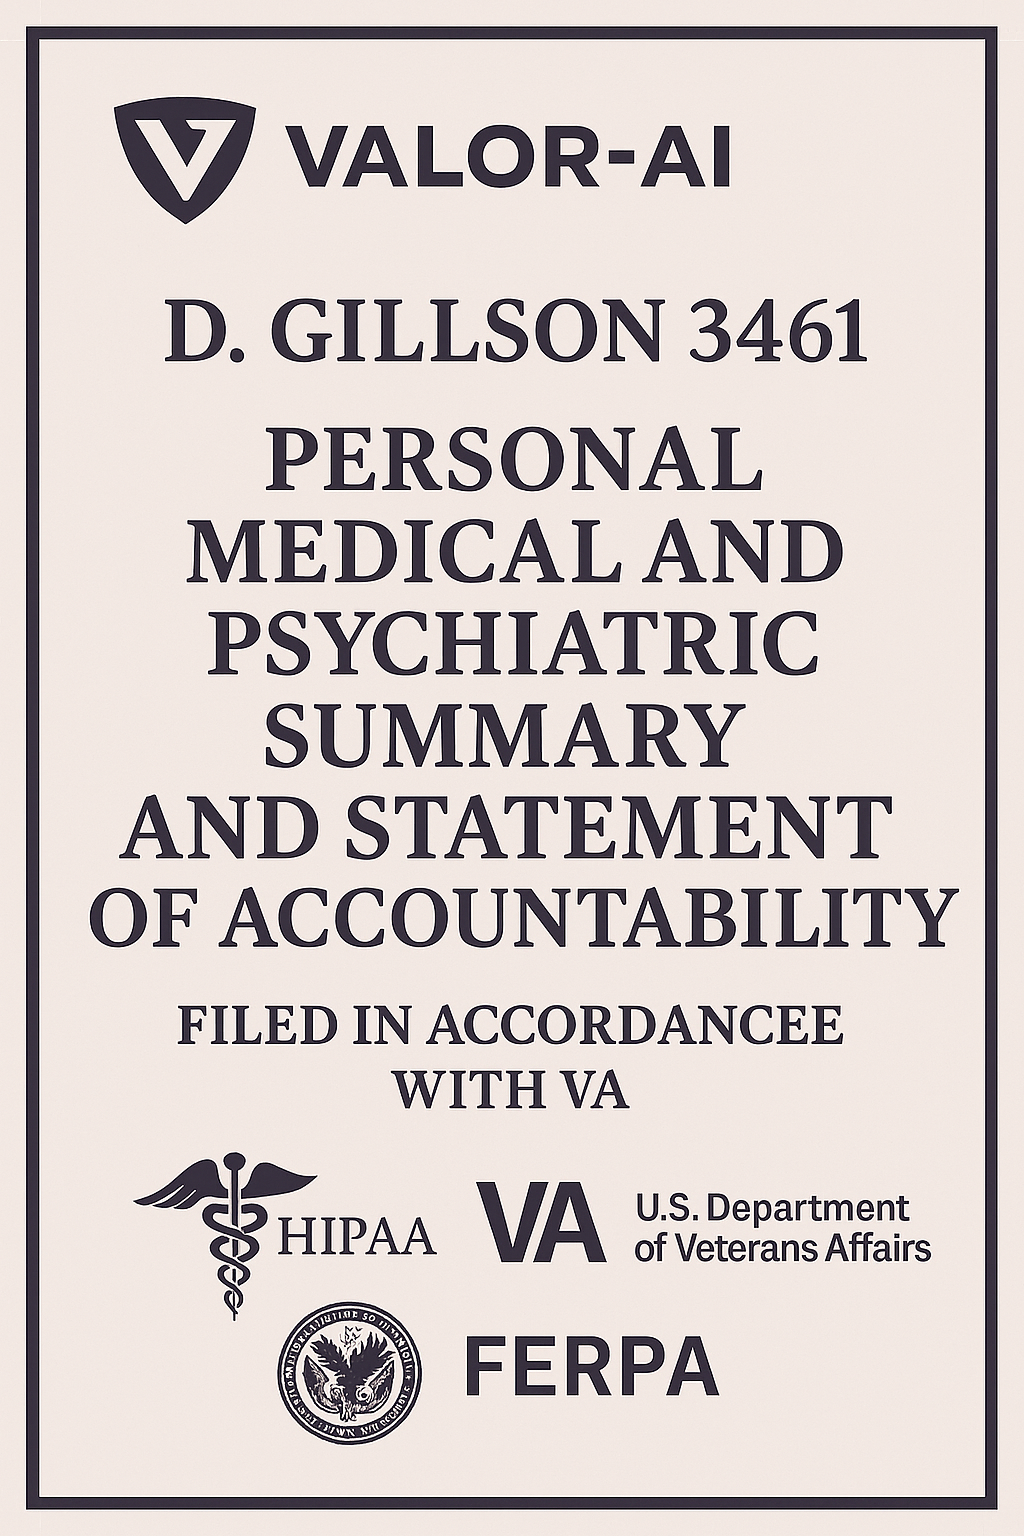 VALOR-AI
D. GILLSON 3461
PERSONAL
MEDICAL AND
PSYCHIATRIC
SUMMARY
AND STATEMENT
OF ACCOUNTABILITY
FILED IN ACCORDANCEE
WITH VA
HIPAA
VA
U.S. Department
of Veterans Affairs
FERPA